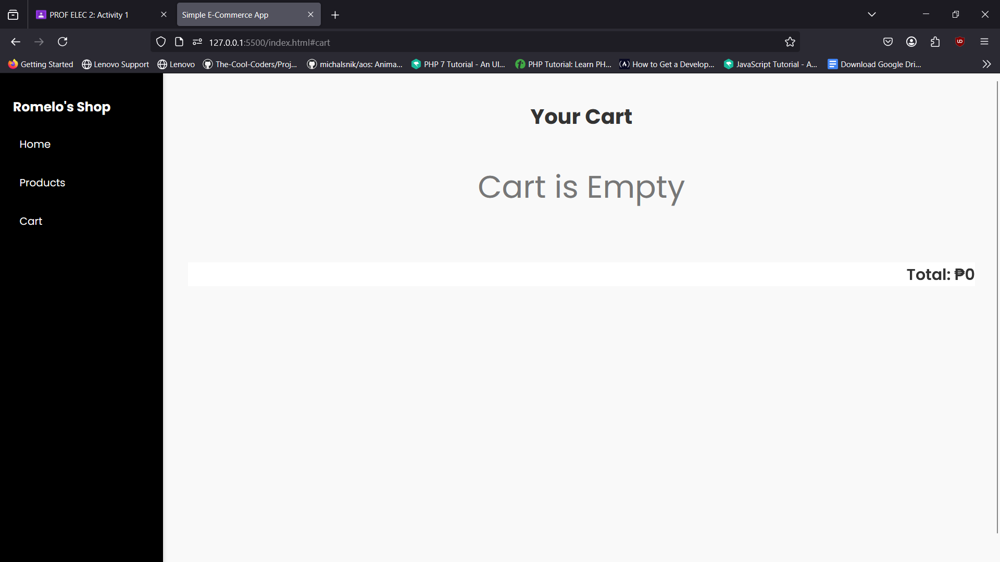 PROF ELEC 2: Activity 1
Simple E-Commerce App
127.0.0.1:5500/index.html#cart
Getting Started
Lenovo Support
Lenovo
The-Cool-Coders/Proj...
michalsnik/aos: Anima...
PHP 7 Tutorial - An Ul...
PHP Tutorial: Learn PH...
How to Get a Develop...
JavaScript Tutorial - A...
Download Google Dri...
Romelo's Shop
Home
Products
Cart
Your Cart
Cart is Empty
Total: ₱0